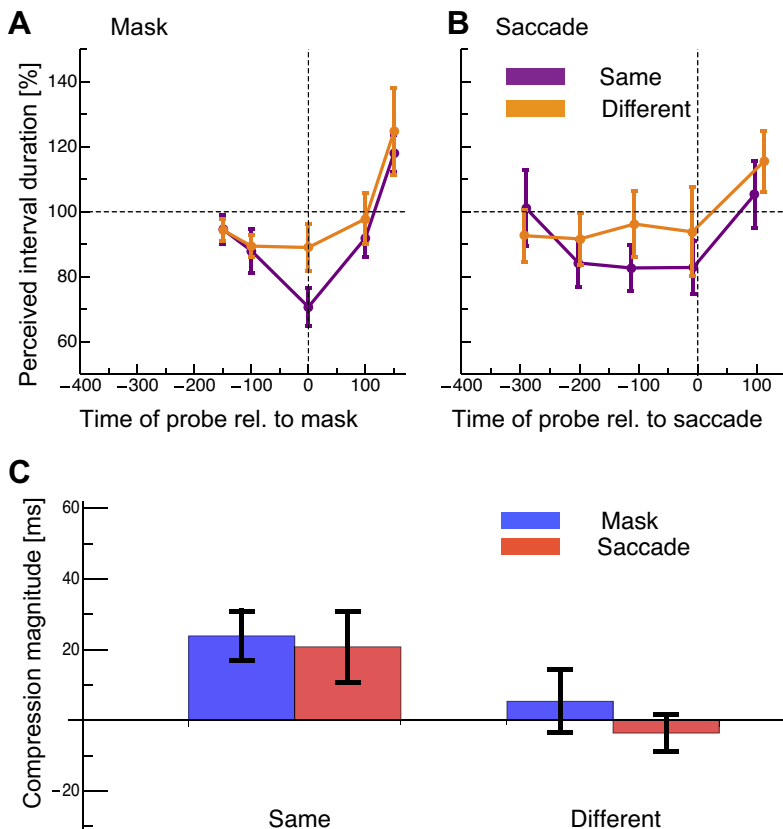 A
Mask
Perceived interval duration [%]
140
120
100
80
60
−400
−300
−200
−100
0
100
Time of probe rel. to mask
B
Saccade
Same
Different
−400
−300
−200
−100
0
100
Time of probe rel. to saccade
C
Compression magnitude [ms]
60
40
20
−20
Mask
Saccade
Same
Different